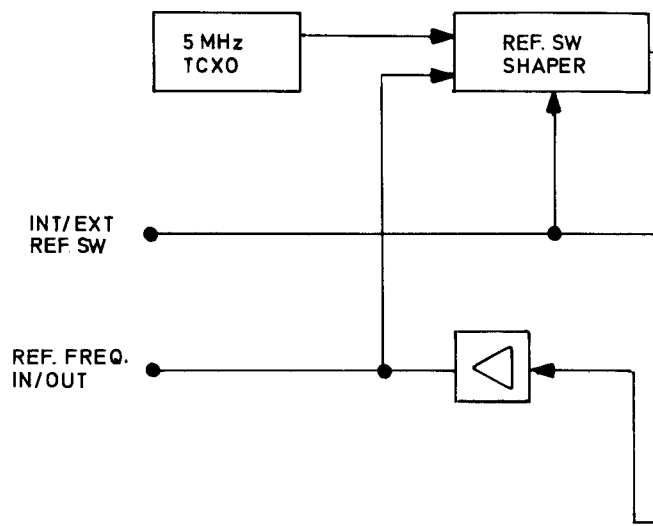 5 MHz
TCXO
REF. SW
SHAPER
INT/EXT
REF. SW
REF. FREQ.
IN/OUT